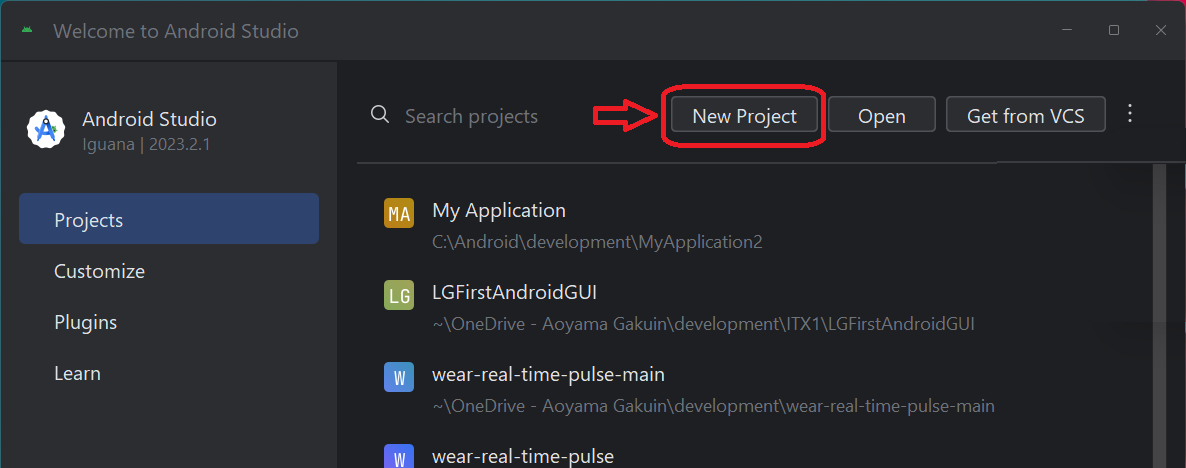 Welcome to Android Studio
Android Studio
Iguana | 2023.2.1
Projects
Customize
Plugins
Learn
Search projects
New Project
Open
Get from VCS
MA
My Application
C:\Android\development\MyApplication2
LG
LGFirstAndroidGUI
~\OneDrive - Aoyama Gakuin\development\ITX1\LGFirstAndroidGUI
W
wear-real-time-pulse-main
~\OneDrive - Aoyama Gakuin\development\wear-real-time-pulse-main
W
wear-real-time-pulse